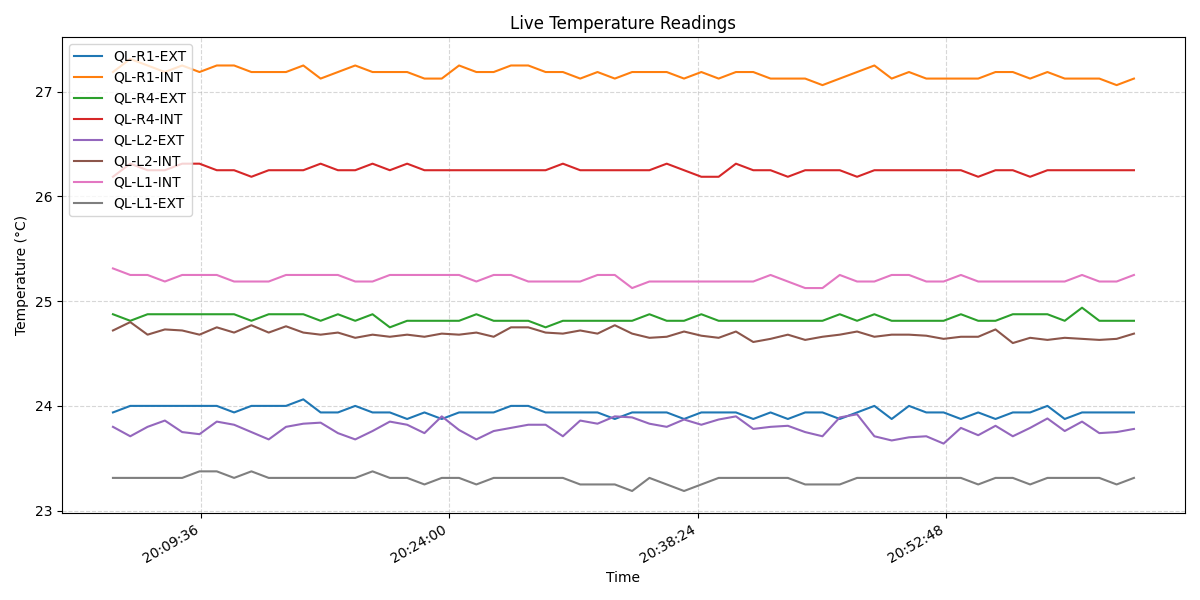 Live Temperature Readings
QL-R1-EXT
QL-R1-INT
QL-R4-EXT
QL-R4-INT
QL-L2-EXT
QL-L2-INT
QL-L1-INT
QL-L1-EXT
Temperature (°C)
27
26
25
24
23
20:09:36
20:24:00
20:38:24
20:52:48
Time